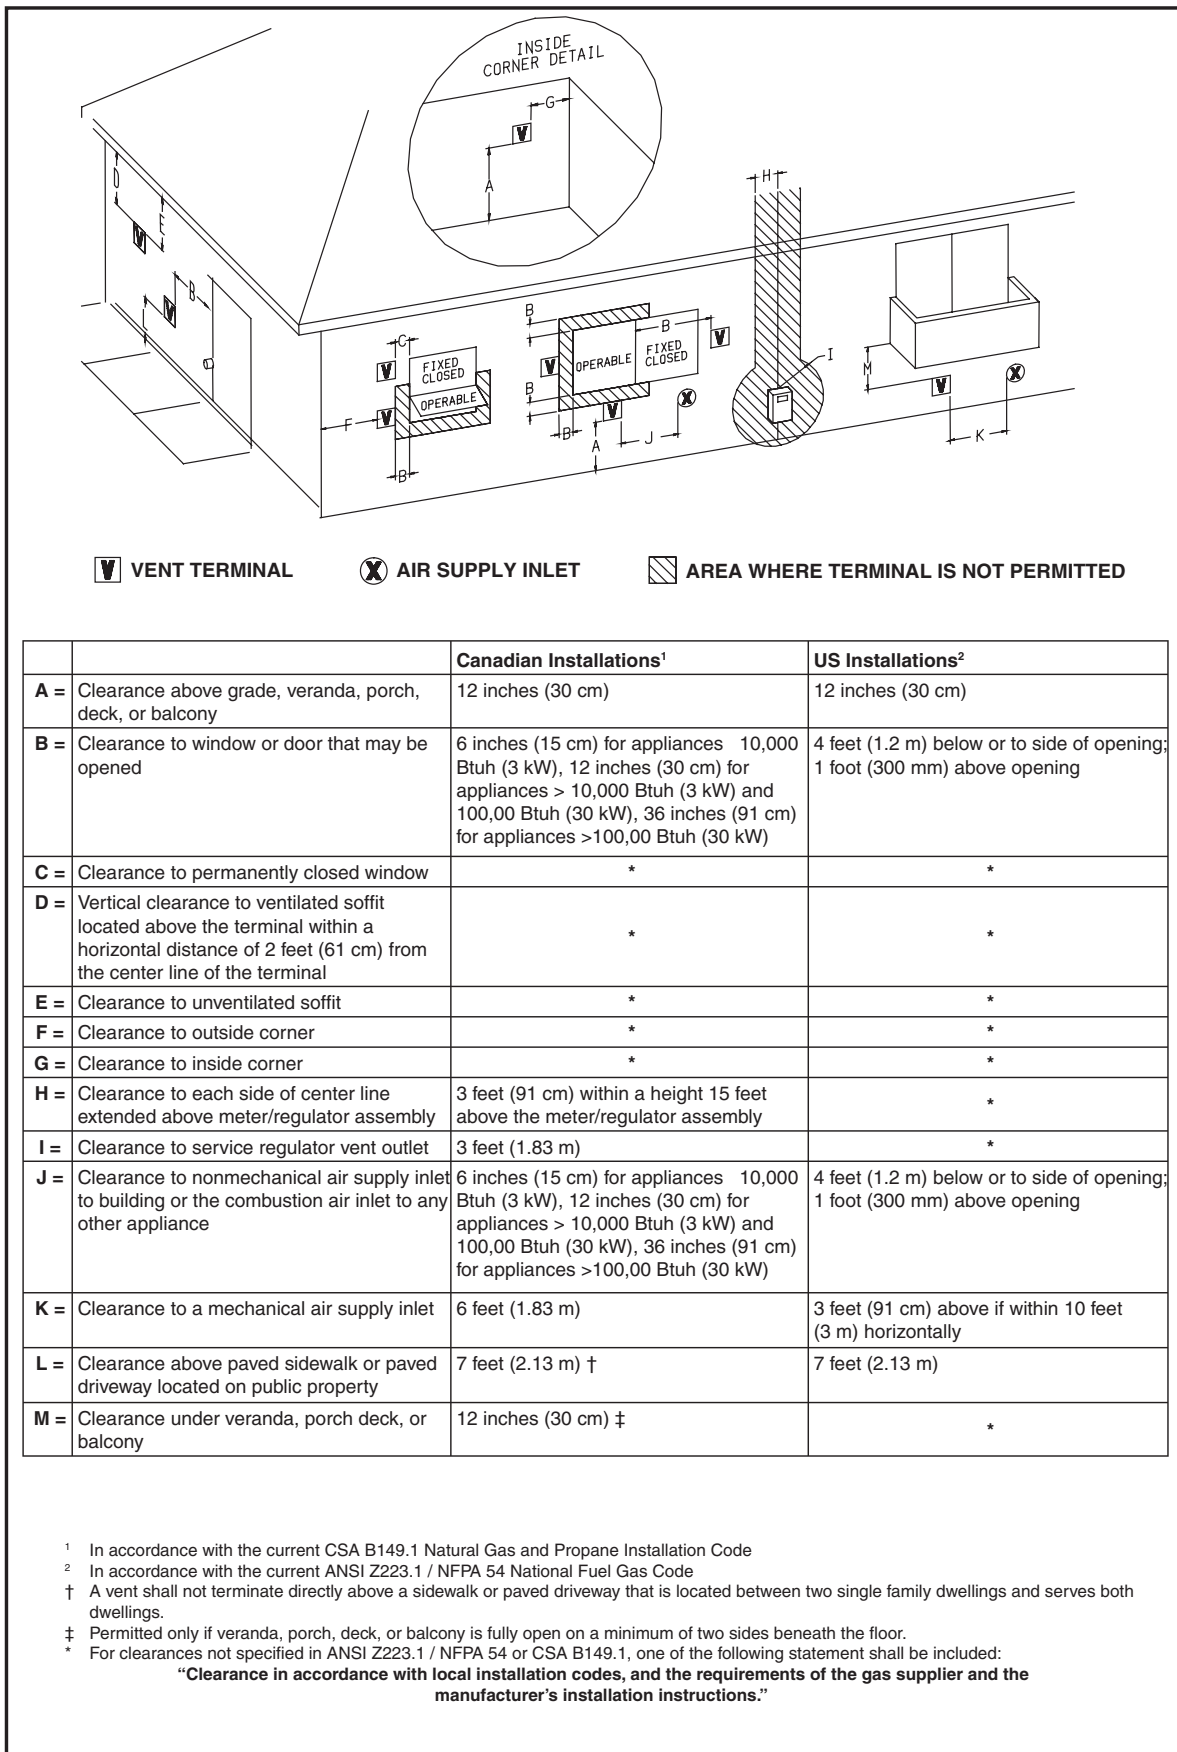 INSIDE
CORNER DETAIL
G
V
A
H
D
E
V
B
V
L
B
C
B
V
FIXED
CLOSED
OPERABLE
V
OPERABLE
FIXED
CLOSED
V
I
M
X
V
F
V
B
X
V
B
J
A
K
B
V VENT TERMINAL
X AIR SUPPLY INLET
AREA WHERE TERMINAL IS NOT PERMITTED
Canadian Installations¹
US Installations²
A =
Clearance above grade, veranda, porch,
deck, or balcony
12 inches (30 cm)
12 inches (30 cm)
B =
Clearance to window or door that may be
opened
6 inches (15 cm) for appliances 10,000
Btuh (3 kW), 12 inches (30 cm) for
appliances > 10,000 Btuh (3 kW) and
100,00 Btuh (30 kW), 36 inches (91 cm)
for appliances >100,00 Btuh (30 kW)
4 feet (1.2 m) below or to side of opening;
1 foot (300 mm) above opening
C =
Clearance to permanently closed window
*
*
D =
Vertical clearance to ventilated soffit
located above the terminal within a
horizontal distance of 2 feet (61 cm) from
the center line of the terminal
*
*
E =
Clearance to unventilated soffit
*
*
F =
Clearance to outside corner
*
*
G =
Clearance to inside corner
*
*
H =
Clearance to each side of center line
extended above meter/regulator assembly
3 feet (91 cm) within a height 15 feet
above the meter/regulator assembly
*
I =
Clearance to service regulator vent outlet
3 feet (1.83 m)
*
J =
Clearance to nonmechanical air supply inlet
to building or the combustion air inlet to any
other appliance
6 inches (15 cm) for appliances 10,000
Btuh (3 kW), 12 inches (30 cm) for
appliances > 10,000 Btuh (3 kW) and
100,00 Btuh (30 kW), 36 inches (91 cm)
for appliances >100,00 Btuh (30 kW)
4 feet (1.2 m) below or to side of opening;
1 foot (300 mm) above opening
K =
Clearance to a mechanical air supply inlet
6 feet (1.83 m)
3 feet (91 cm) above if within 10 feet
(3 m) horizontally
L =
Clearance above paved sidewalk or paved
driveway located on public property
7 feet (2.13 m) †
7 feet (2.13 m)
M =
Clearance under veranda, porch deck, or
balcony
12 inches (30 cm) ‡
*
¹ In accordance with the current CSA B149.1 Natural Gas and Propane Installation Code
² In accordance with the current ANSI Z223.1 / NFPA 54 National Fuel Gas Code
† A vent shall not terminate directly above a sidewalk or paved driveway that is located between two single family dwellings and serves both
dwellings.
‡ Permitted only if veranda, porch, deck, or balcony is fully open on a minimum of two sides beneath the floor.
* For clearances not specified in ANSI Z223.1 / NFPA 54 or CSA B149.1, one of the following statement shall be included:
“Clearance in accordance with local installation codes, and the requirements of the gas supplier and the
manufacturer’s installation instructions.”